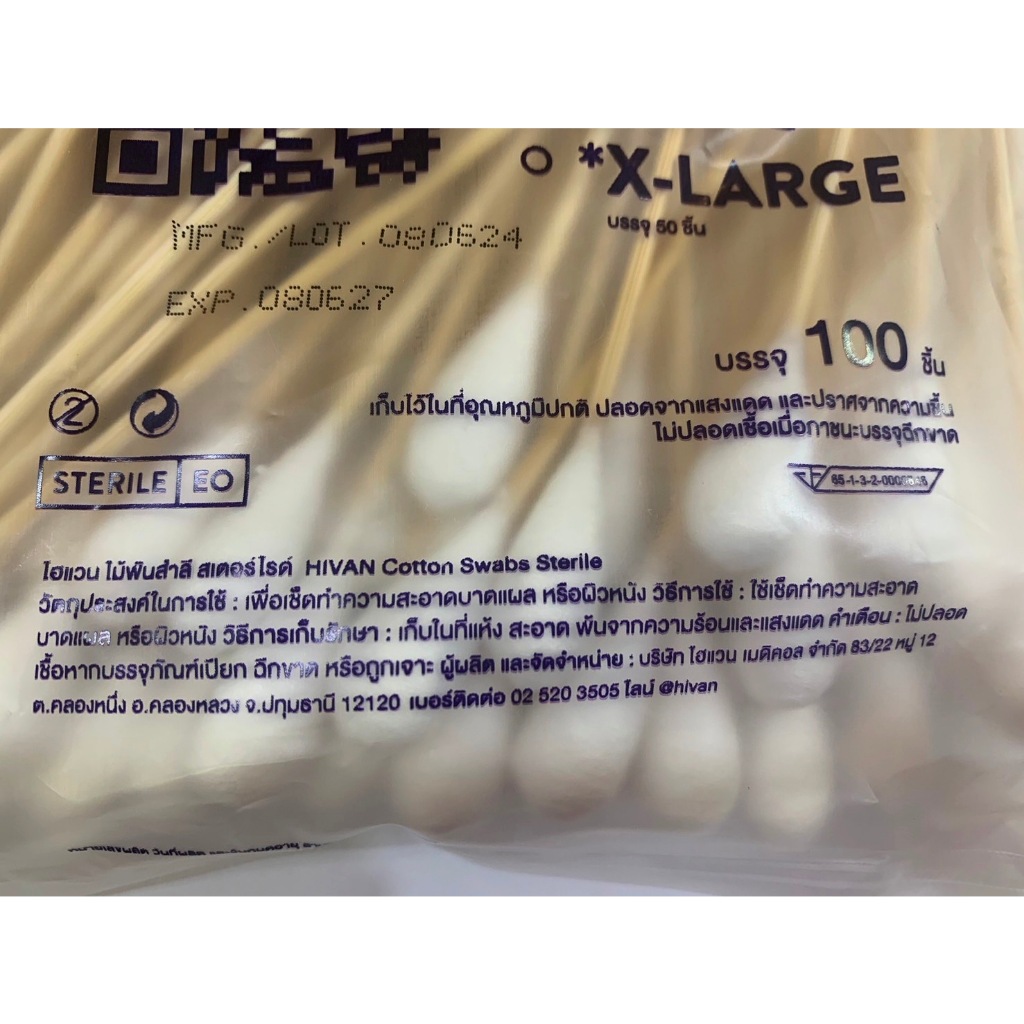 *X-LARGE
บรรจุ 50 ชิ้น
MFG./LOT.080624
EXP.080627
บรรจุ 100 ชิ้น
เก็บไว้ในที่อุณหภูมิปกติ ปลอดจากแสงแดด และปราศจากความชื้น
ไม่ปลอดเชื้อเมื่อภาชนะบรรจุฉีกขาด
2
STERILE EO
ไฮแวน ไม้พันสำลี สเตอร์ไรด์ HIVAN Cotton Swabs Sterile
วัตถุประสงค์ในการใช้ : เพื่อเช็ดทำความสะอาดบาดแผล หรือผิวหนัง วิธีการใช้ : ใช้เช็ดทำความสะอาด
บาดแผล หรือผิวหนัง วิธีการเก็บรักษา : เก็บในที่แห้ง สะอาด พ้นจากความร้อนและแสงแดด คำเตือน : ไม่ปลอด
เชื้อหากบรรจุภัณฑ์เปียก ฉีกขาด หรือถูกเจาะ ผู้ผลิต และจัดจำหน่าย : บริษัท ไฮแวน เมดิคอล จำกัด 83/22 หมู่ 12
ต.คลองหนึ่ง อ.คลองหลวง จ.ปทุมธานี 12120 เบอร์ติดต่อ 02 520 3505 ไลน์ @hivan